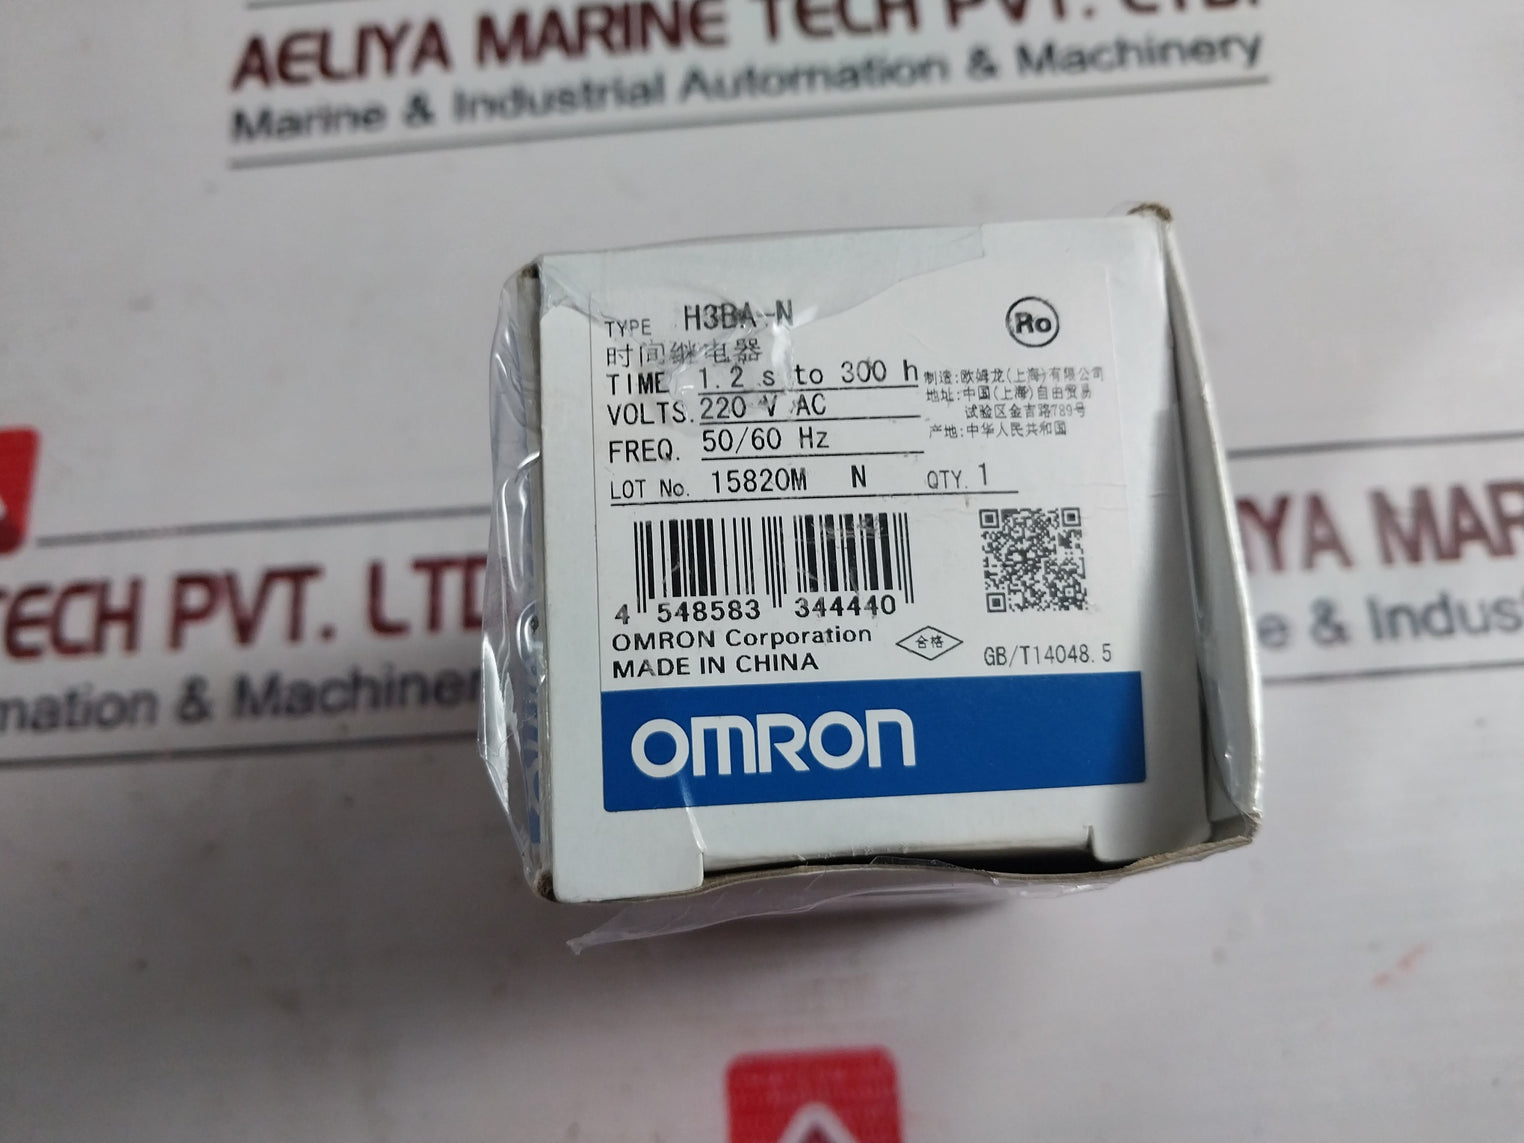 AELIYA MARINE TECH PVT. LTD.
Marine & Industrial Automation & Machinery
TYPE H3BA-N
Ro
时间继电器
TIME 1.2 s to 300 h
VOLTS. 220 V AC
FREQ. 50/60 Hz
制造:欧姆龙(上海)有限公司
地址:中国(上海)自由贸易
试验区金吉路789号
产地:中华人民共和国
LOT No. 15820M N QTY. 1
4 548583 344440
OMRON Corporation
MADE IN CHINA
合格
GB/T14048.5
OMRON
TECH PVT. LTD
mation & Machiner
IYA MAR
e & Indus